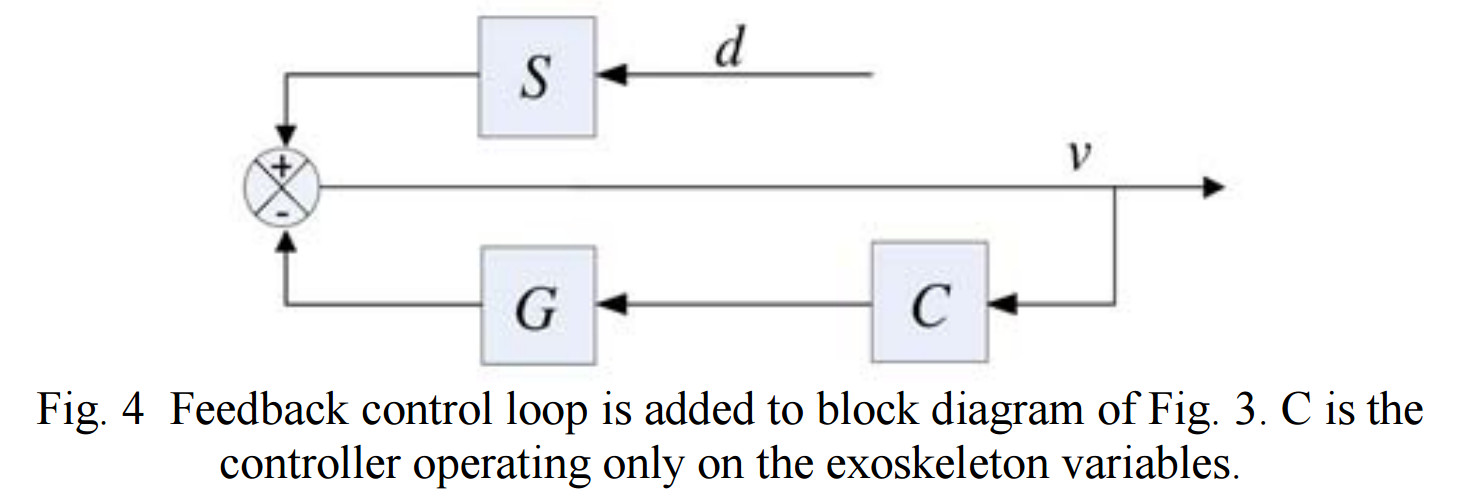 d
S
v
+
-
G
C
Fig. 4 Feedback control loop is added to block diagram of Fig. 3. C is the
controller operating only on the exoskeleton variables.